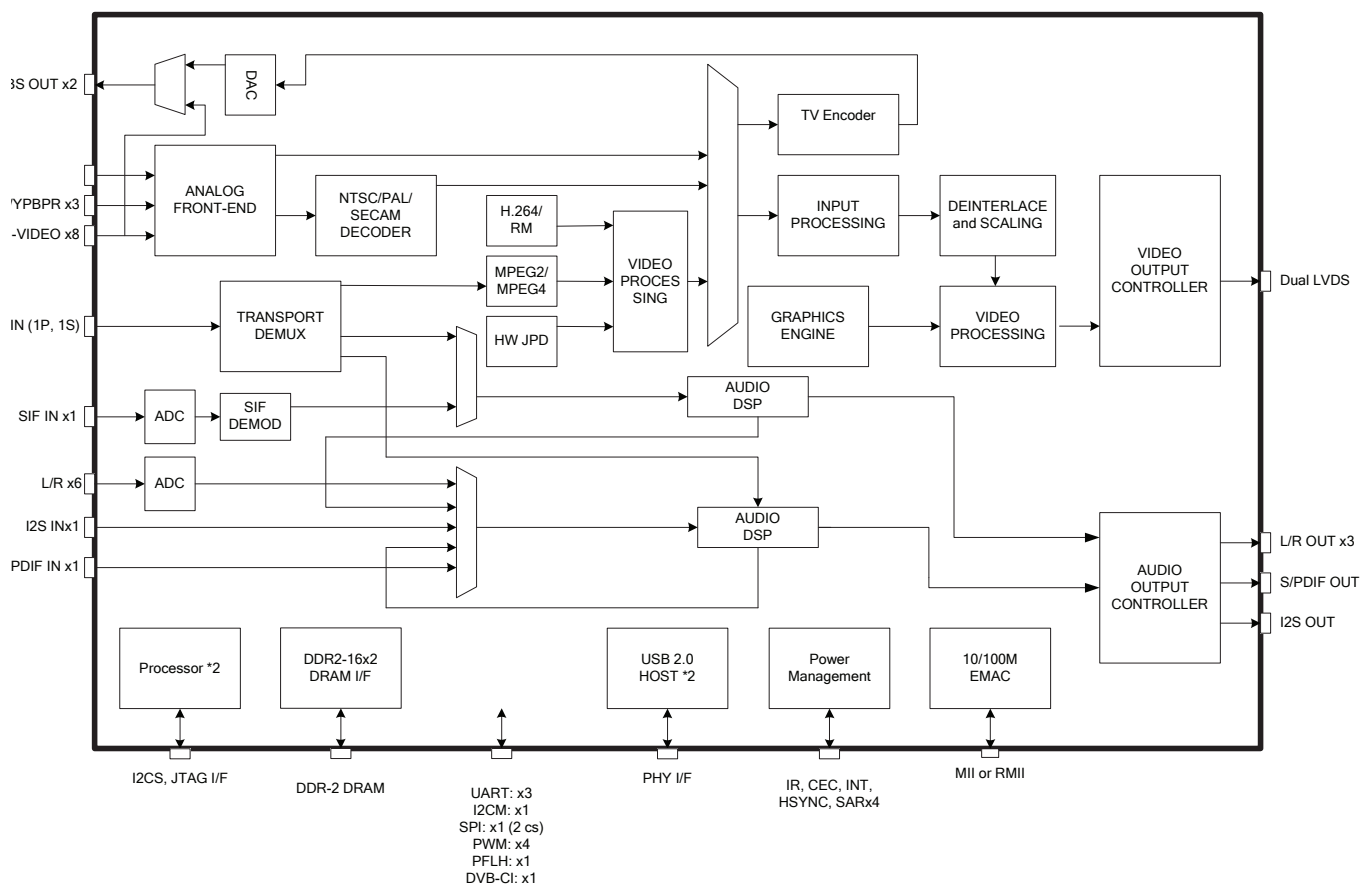 3S OUT x2
DAC
TV Encoder
ANALOG
FRONT-END
/YPBPR x3
-VIDEO x8
NTSC/PAL/
SECAM
DECODER
H.264/
RM
MPEG2/
MPEG4
HW JPD
VIDEO
PROCES
SING
INPUT
PROCESSING
DEINTERLACE
and SCALING
VIDEO
OUTPUT
CONTROLLER
Dual LVDS
IN (1P, 1S)
TRANSPORT
DEMUX
GRAPHICS
ENGINE
VIDEO
PROCESSING
SIF IN x1
ADC
SIF
DEMOD
AUDIO
DSP
L/R x6
ADC
I2S INx1
PDIF IN x1
AUDIO
DSP
AUDIO
OUTPUT
CONTROLLER
L/R OUT x3
S/PDIF OUT
I2S OUT
Processor *2
DDR2-16x2
DRAM I/F
USB 2.0
HOST *2
Power
Management
10/100M
EMAC
I2CS, JTAG I/F
DDR-2 DRAM
UART: x3
I2CM: x1
SPI: x1 (2 cs)
PWM: x4
PFLH: x1
DVB-CI: x1
PHY I/F
IR, CEC, INT,
HSYNC, SARx4
MII or RMII